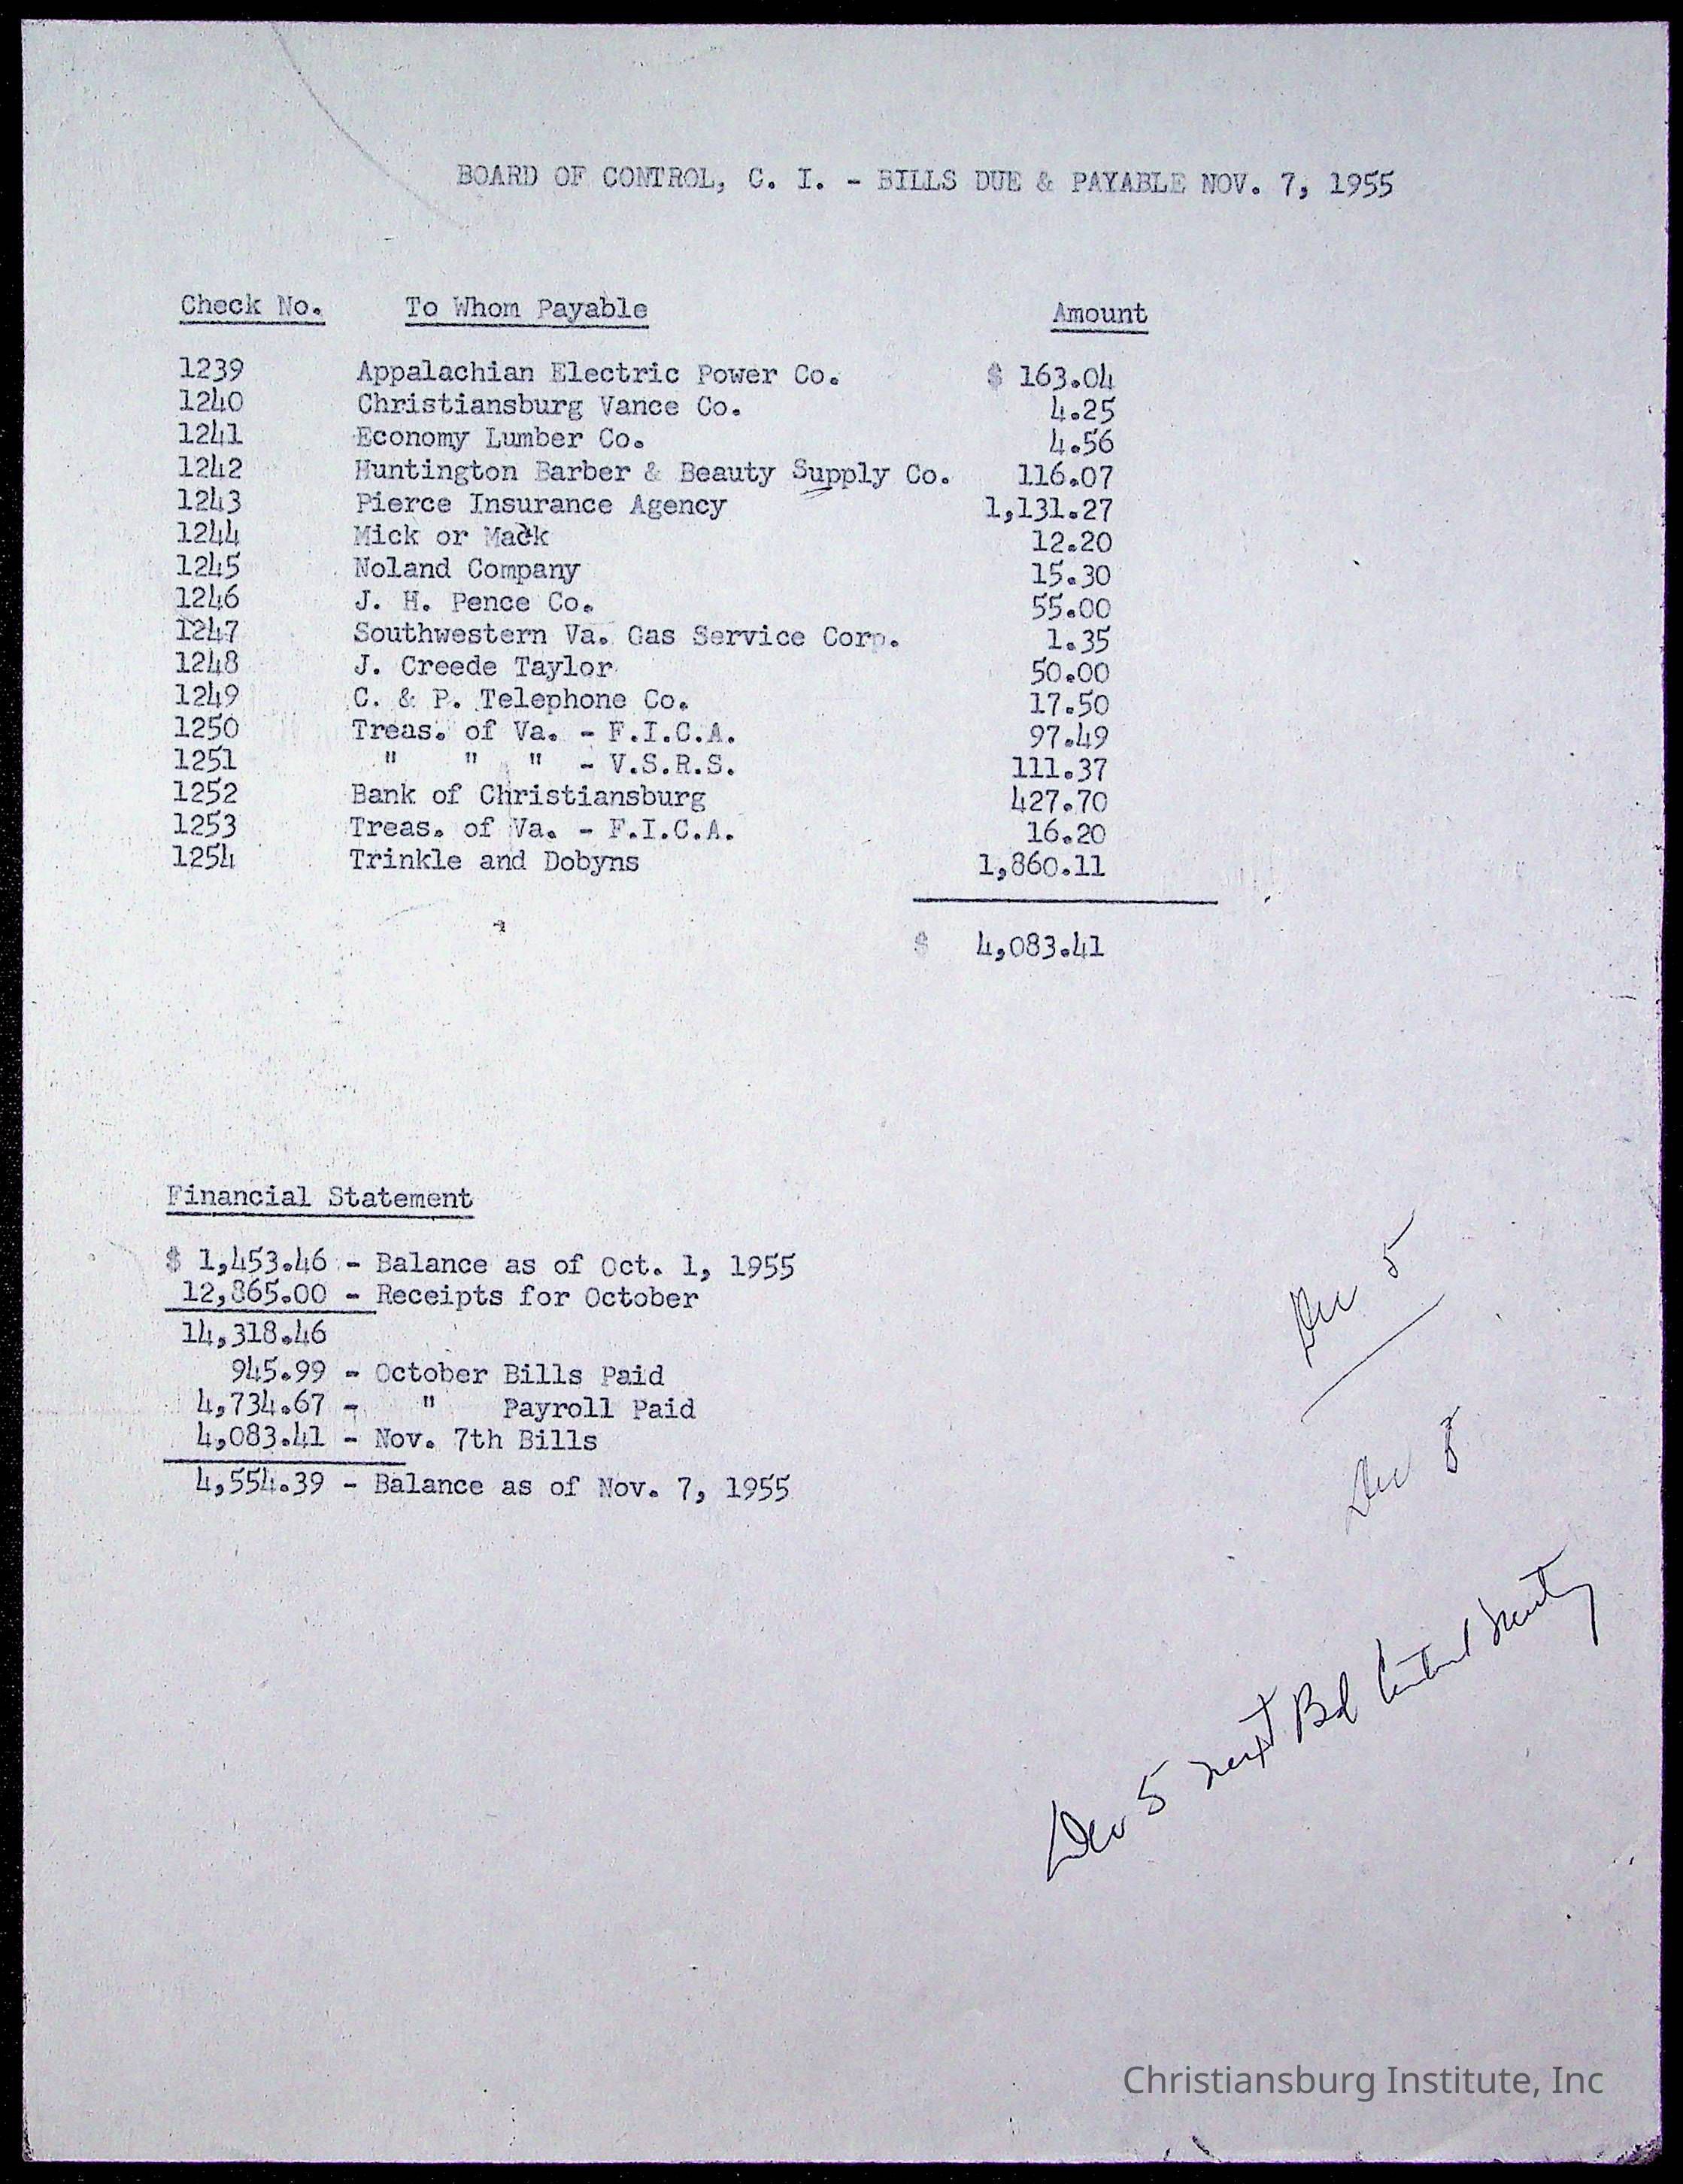 BOARD OF CONTROL, C. I. - BILLS DUE & PAYABLE NOV. 7, 1955
Check No. To Whom Payable Amount
1239 Appalachian Electric Power Co. $ 163.04
1240 Christiansburg Vance Co. 4.25
1241 Economy Lumber Co. 4.56
1242 Huntington Barber & Beauty Supply Co. 116.07
1243 Pierce Insurance Agency 1,131.27
1244 Mick or Mack 12.20
1245 Noland Company 15.30
1246 J. H. Pence Co. 55.00
1247 Southwestern Va. Gas Service Corp. 1.35
1248 J. Creede Taylor 50.00
1249 C. & P. Telephone Co. 17.50
1250 Treas. of Va. - F.I.C.A. 97.49
1251 " " " - V.S.R.S. 111.37
1252 Bank of Christiansburg 427.70
1253 Treas. of Va. - F.I.C.A. 16.20
1254 Trinkle and Dobyns 1,860.11
$ 4,083.41
Financial Statement
$ 1,453.46 - Balance as of Oct. 1, 1955
12,865.00 - Receipts for October
14,318.46
945.99 - October Bills Paid
4,734.67 - " Payroll Paid
4,083.41 - Nov. 7th Bills
4,554.39 - Balance as of Nov. 7, 1955
Dec 5
Dec 8
Dec 5 next Bd Control Meeting
Christiansburg Institute, Inc